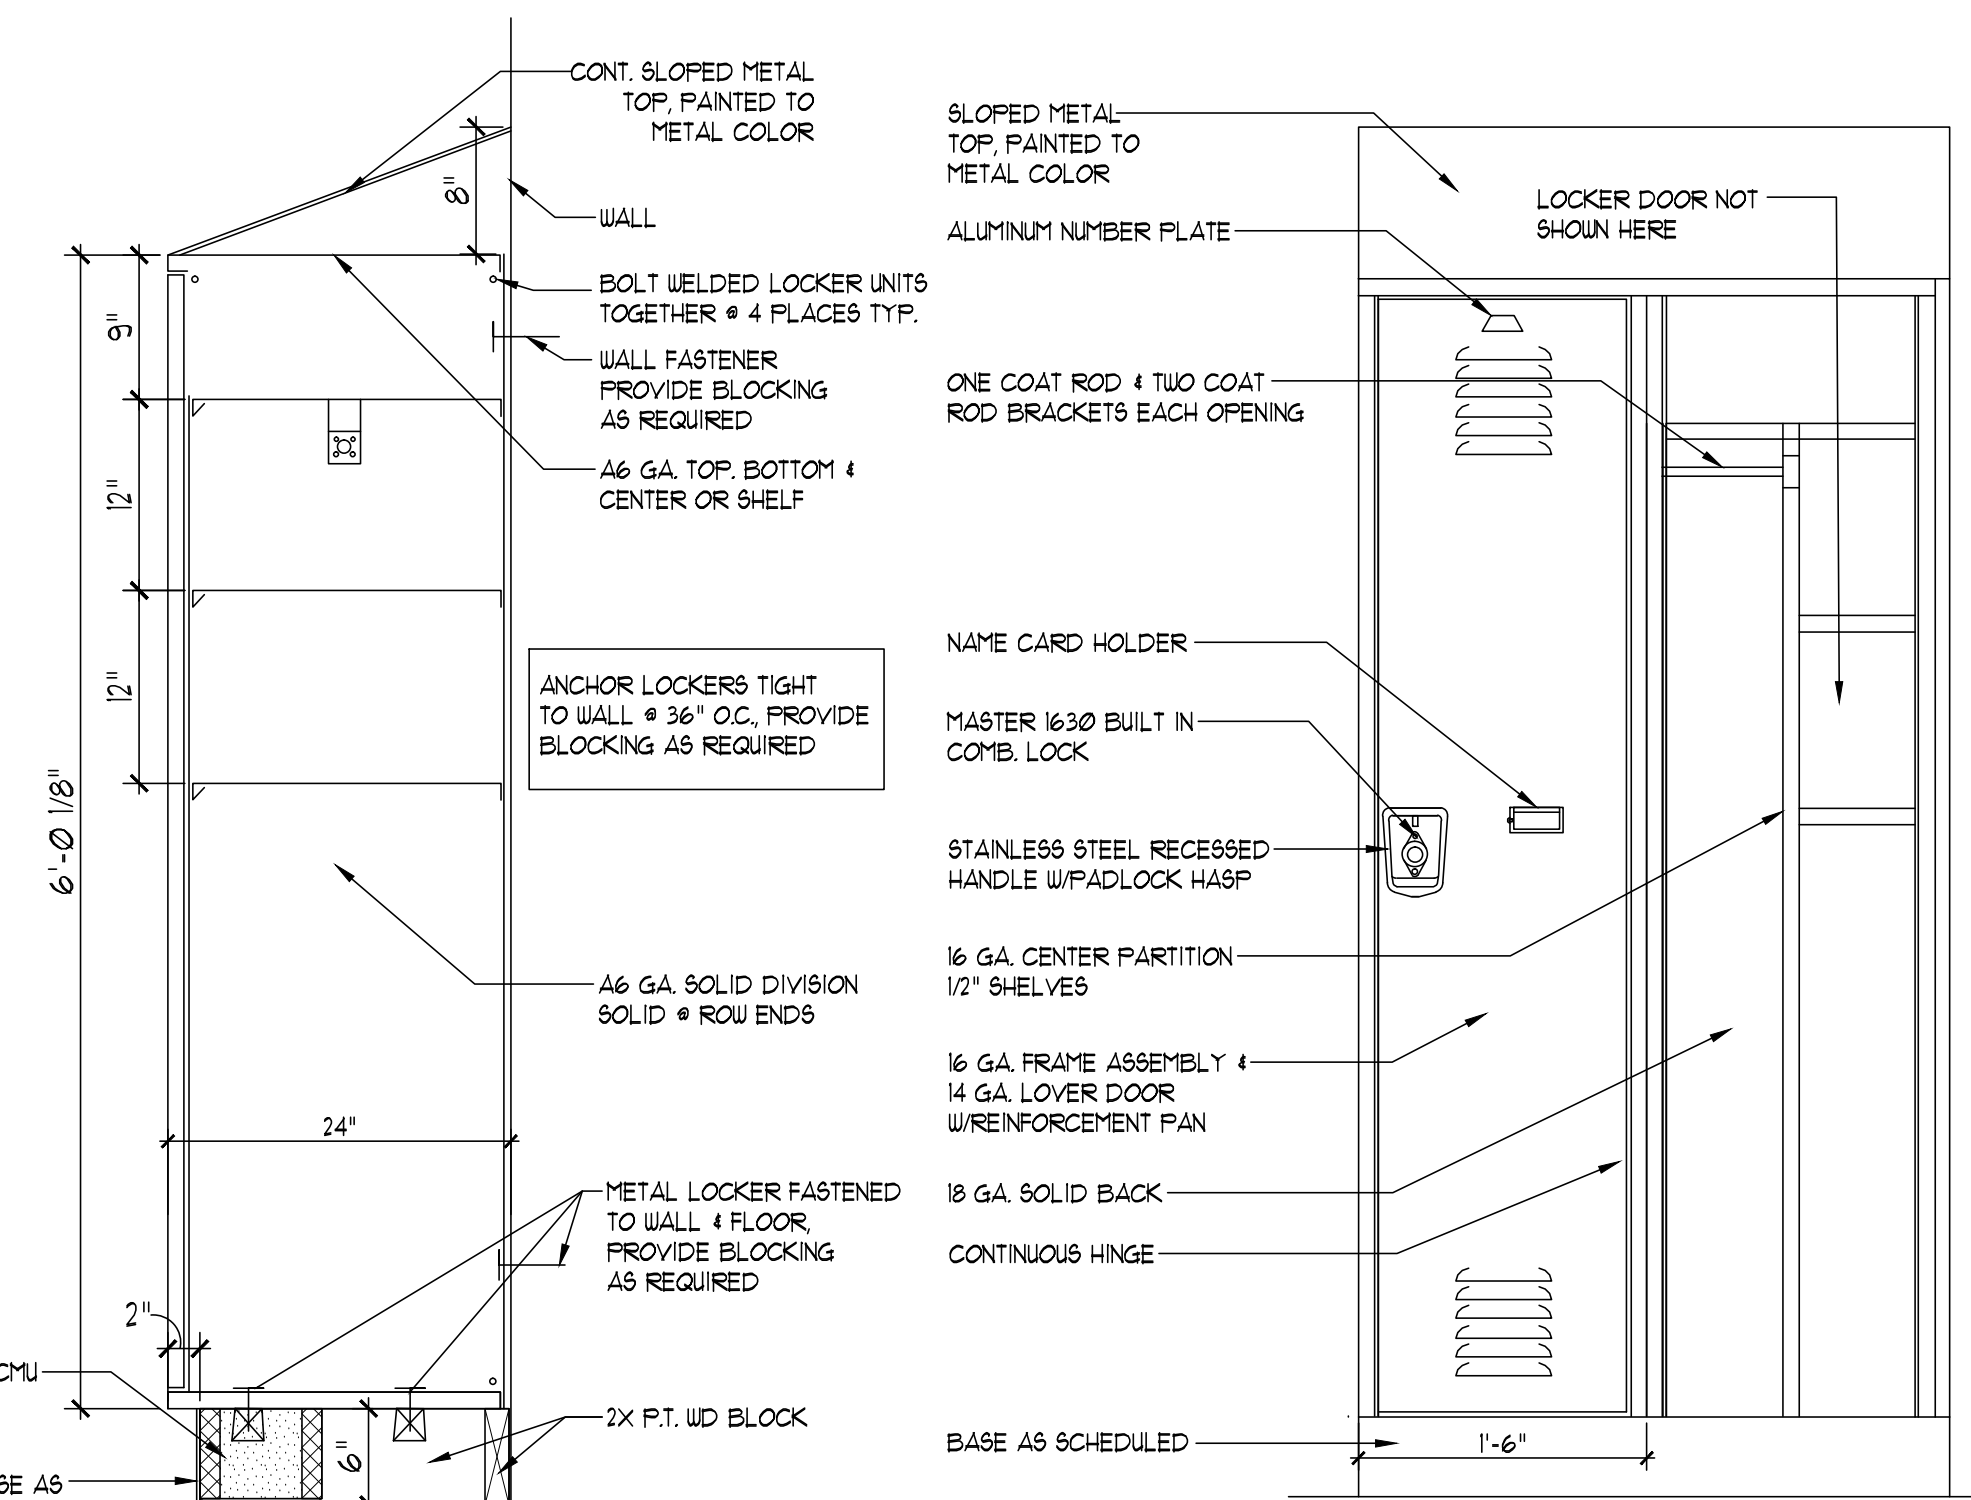 CONT. SLOPED METAL
TOP, PAINTED TO
METAL COLOR
8"
WALL
BOLT WELDED LOCKER UNITS
TOGETHER @ 4 PLACES TYP.
9"
WALL FASTENER
PROVIDE BLOCKING
AS REQUIRED
A6 GA. TOP. BOTTOM &
CENTER OR SHELF
12"
12"
ANCHOR LOCKERS TIGHT
TO WALL @ 36" O.C., PROVIDE
BLOCKING AS REQUIRED
6'-0 1/8"
A6 GA. SOLID DIVISION
SOLID @ ROW ENDS
24"
METAL LOCKER FASTENED
TO WALL & FLOOR,
PROVIDE BLOCKING
AS REQUIRED
2"
CMU
2X P.T. WD BLOCK
6"
SE AS
SLOPED METAL
TOP, PAINTED TO
METAL COLOR
LOCKER DOOR NOT
SHOWN HERE
ALUMINUM NUMBER PLATE
ONE COAT ROD & TWO COAT
ROD BRACKETS EACH OPENING
NAME CARD HOLDER
MASTER 1630 BUILT IN
COMB. LOCK
STAINLESS STEEL RECESSED
HANDLE W/PADLOCK HASP
16 GA. CENTER PARTITION
1/2" SHELVES
16 GA. FRAME ASSEMBLY &
14 GA. LOVER DOOR
W/REINFORCEMENT PAN
18 GA. SOLID BACK
CONTINUOUS HINGE
BASE AS SCHEDULED
1'-6"